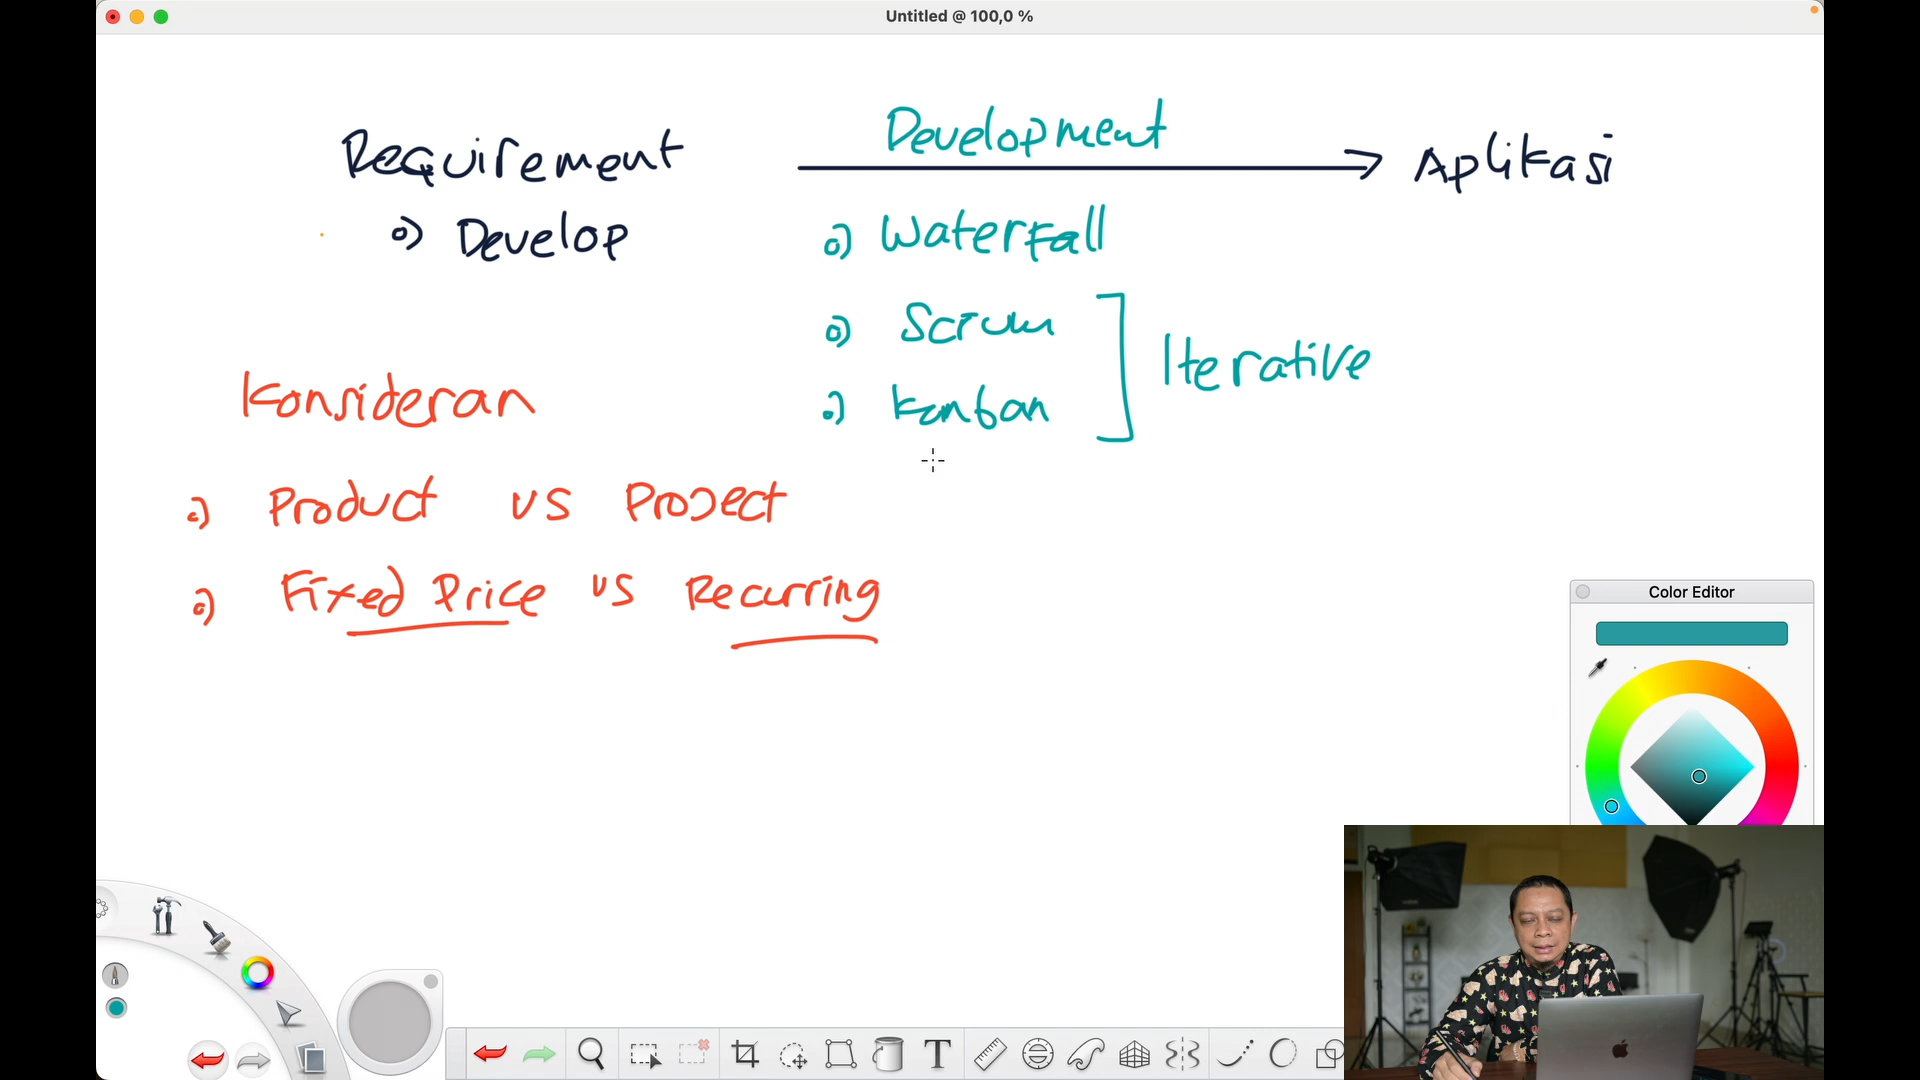 Untitled @ 100,0 %
Requirement
Development
Aplikasi
o) Develop
o) Waterfall
o) Scrum
o) Kanban
Iterative
Konsideran
o) Product vs Project
o) Fixed Price vs Recurring
Color Editor
T